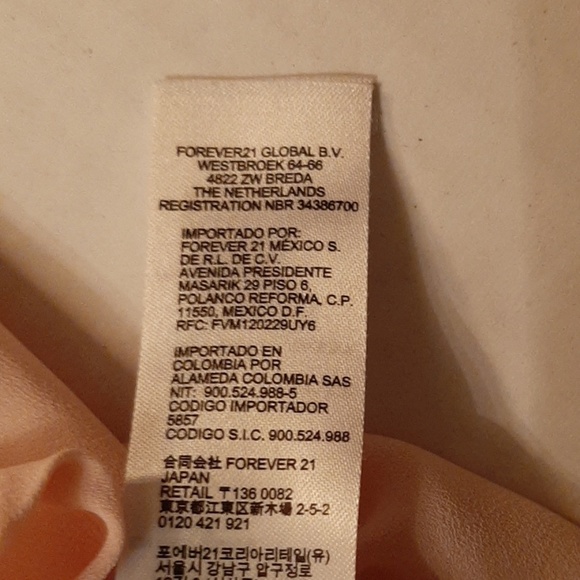 FOREVER21 GLOBAL B.V.
WESTBROEK 64-66
4822 ZW BREDA
THE NETHERLANDS
REGISTRATION NBR 34386700
IMPORTADO POR:
FOREVER 21 MÉXICO S.
DE R.L. DE C.V.
AVENIDA PRESIDENTE
MASARIK 29 PISO 6,
POLANCO REFORMA, C.P.
11550, MEXICO D.F.
RFC: FVM120229UY6
IMPORTADO EN
COLOMBIA POR
ALAMEDA COLOMBIA SAS
NIT: 900.524.988-5
CODIGO IMPORTADOR
5857
CODIGO S.I.C. 900.524.988
合同会社 FOREVER 21
JAPAN
RETAIL 〒136 0082
東京都江東区新木場 2-5-2
0120 421 921
포에버21코리아리테일(유)
서울시 강남구 압구정로